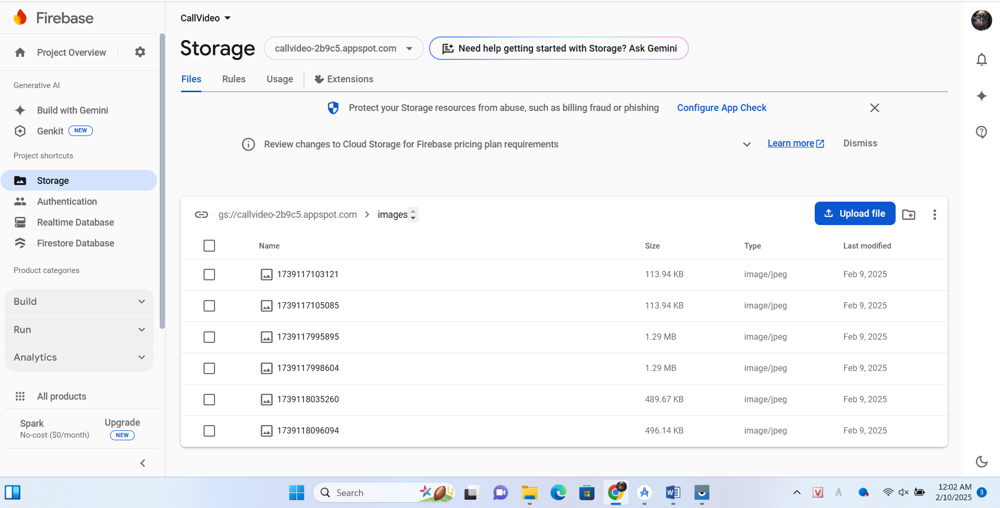 Firebase
Project Overview
Generative AI
Build with Gemini
Genkit NEW
Project shortcuts
Storage
Authentication
Realtime Database
Firestore Database
Product categories
Build
Run
Analytics
All products
Spark
No-cost ($0/month)
Upgrade
NEW
CallVideo
Storage
callvideo-2b9c5.appspot.com
Need help getting started with Storage? Ask Gemini
Files Rules Usage Extensions
Protect your Storage resources from abuse, such as billing fraud or phishing Configure App Check
Review changes to Cloud Storage for Firebase pricing plan requirements Learn more Dismiss
gs://callvideo-2b9c5.appspot.com > images
Upload file
Name Size Type Last modified
1739117103121 113.94 KB image/jpeg Feb 9, 2025
1739117105085 113.94 KB image/jpeg Feb 9, 2025
1739117995895 1.29 MB image/jpeg Feb 9, 2025
1739117998604 1.29 MB image/jpeg Feb 9, 2025
1739118035260 489.67 KB image/jpeg Feb 9, 2025
1739118096094 496.14 KB image/jpeg Feb 9, 2025
Search
12:02 AM
2/10/2025
3